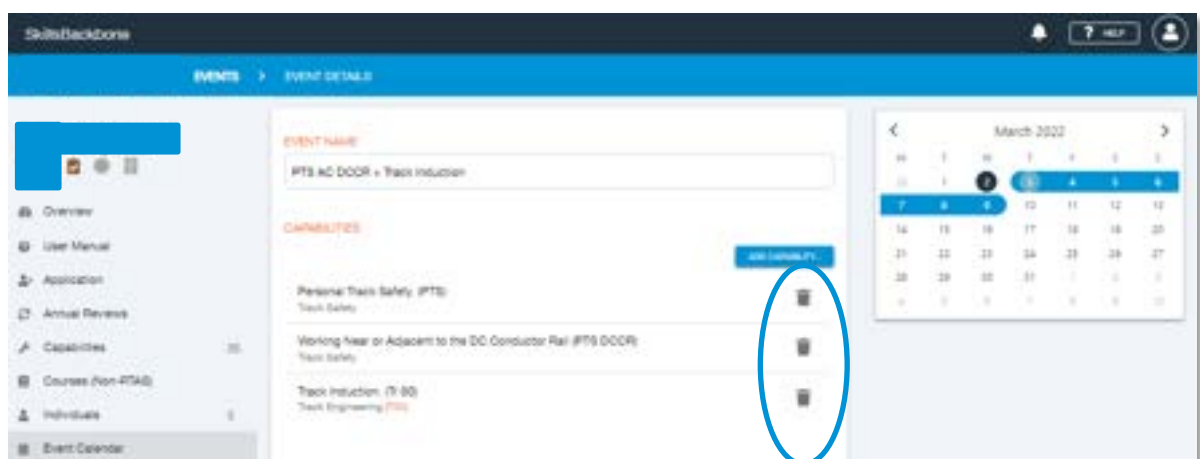 SkillsBackbone
? HELP
EVENTS > EVENT DETAILS
EVENT NAME
PTS AC DCCR + Track Induction
CAPABILITIES
ADD CAPABILITY
Personal Track Safety (PTS)
Track Safety
Working Near or Adjacent to the DC Conductor Rail (PTS DCCR)
Track Safety
Track Induction
Track Engineering
Overview
User Manual
Application
Annual Reviews
Capabilities
Courses (Non-RTAS)
Individuals
Event Calendar
March 2022
M T W T F S S
1 2 3 4 5 6
7 8 9 10 11 12 13
14 15 16 17 18 19 20
21 22 23 24 25 26 27
28 29 30 31